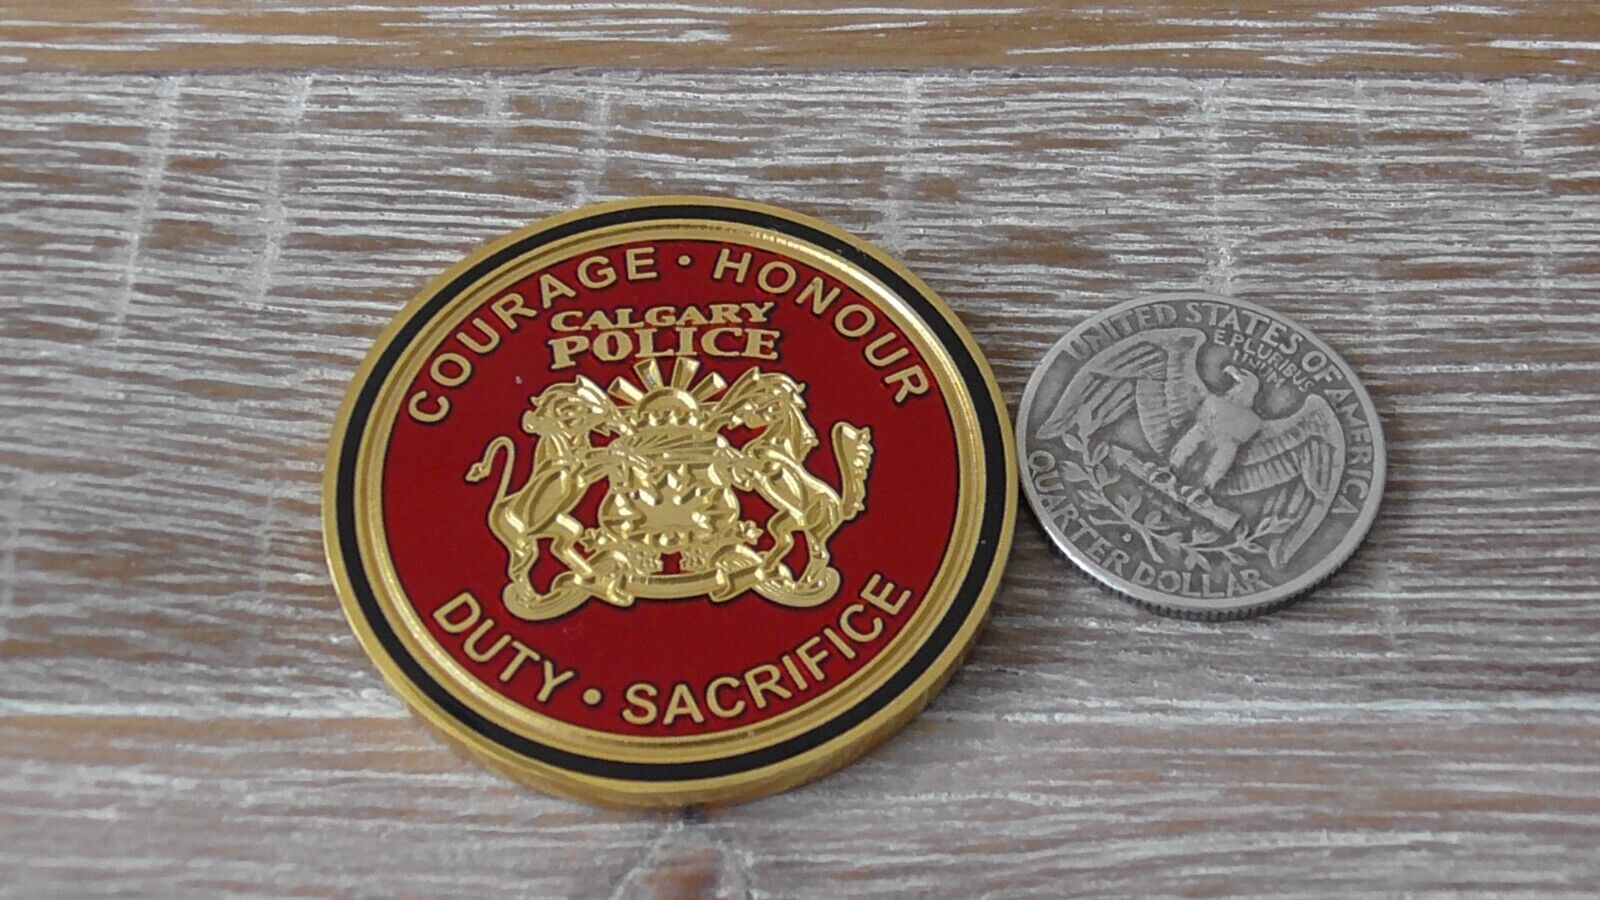 COURAGE · HONOUR
CALGARY
POLICE
DUTY · SACRIFICE
UNITED STATES OF AMERICA
E PLURIBUS
UNUM
QUARTER DOLLAR